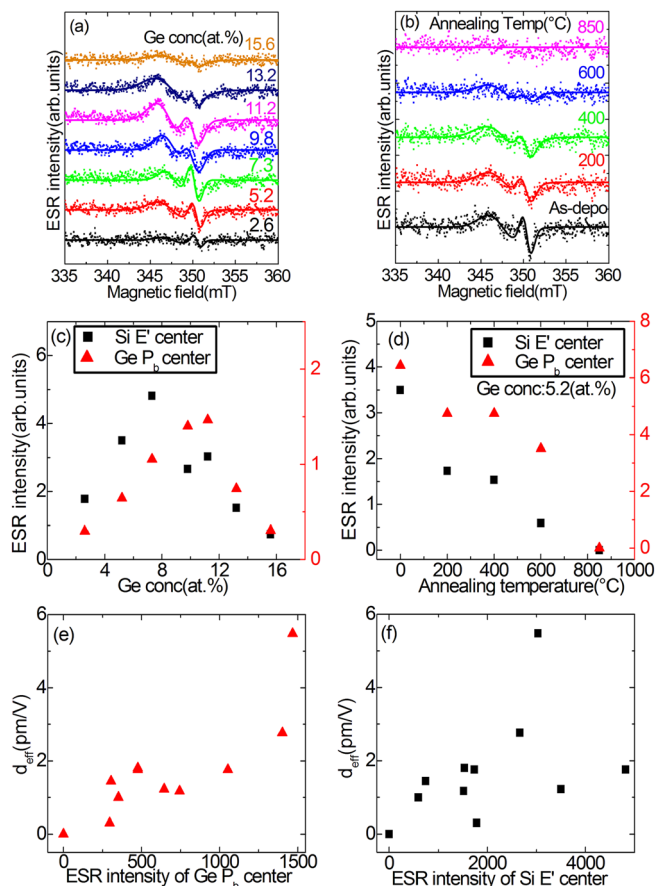 (a)
Ge conc(at.%)
15.6
13.2
11.2
9.8
7.3
5.2
2.6
ESR intensity(arb.units)
335 340 345 350 355 360
Magnetic field(mT)
(b)
Annealing Temp(°C)
850
600
400
200
As-depo
ESR intensity(arb.units)
335 340 345 350 355 360
Magnetic field(mT)
(c)
Si E' center
Ge Pb center
ESR intensity(arb.units)
6
4
2
0
2
1
0
0 4 8 12 16
Ge conc(at.%)
(d)
Si E' center
Ge Pb center
Ge conc:5.2(at.%)
ESR intensity(arb.units)
5
4
3
2
1
0
8
6
4
2
0
0 200 400 600 800 1000
Annealing temperature(°C)
(e)
deff(pm/V)
6
4
2
0
0 500 1000 1500
ESR intensity of Ge Pb center
(f)
deff(pm/V)
6
4
2
0
0 2000 4000
ESR intensity of Si E' center